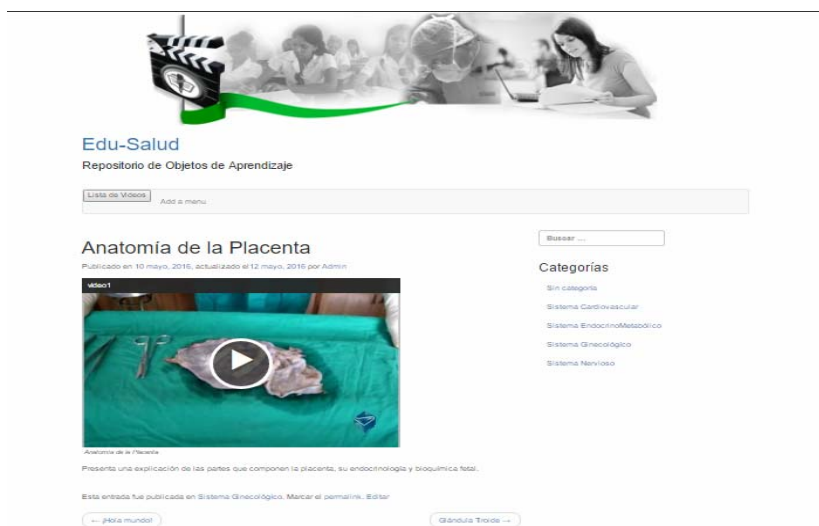 Edu-Salud
Repositorio de Objetos de Aprendizaje
Lista de Videos
Add a menu
Anatomía de la Placenta
Publicado en 10 mayo, 2016, actualizado el 12 mayo, 2016 por Admin
video1
Anatomía de la Placenta
Presenta una explicación de las partes que componen la placenta, su endocrinología y bioquímica fetal.
Esta entrada fue publicada en Sistema Ginecológico. Marcar el permalink. Editar
← ¡Hola mundo!
Glándula Tiroide →
Buscar ...
Categorías
Sin categoría
Sistema Cardiovascular
Sistema EndocrinoMetabólico
Sistema Ginecológico
Sistema Nervioso